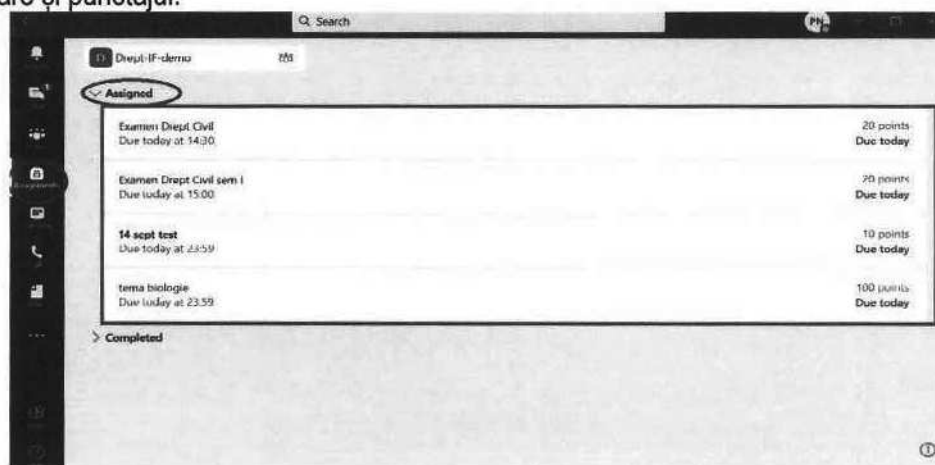 și punctajul.
Search
PN
Drept-IF-demo
Assigned
Examen Drept Civil
20 points
Due today at 14:30
Due today
Examen Drept Civil sem I
20 points
Due today at 15:00
Due today
14 sept test
10 points
Due today at 23:59
Due today
tema biologie
100 points
Due today at 23:59
Due today
Completed